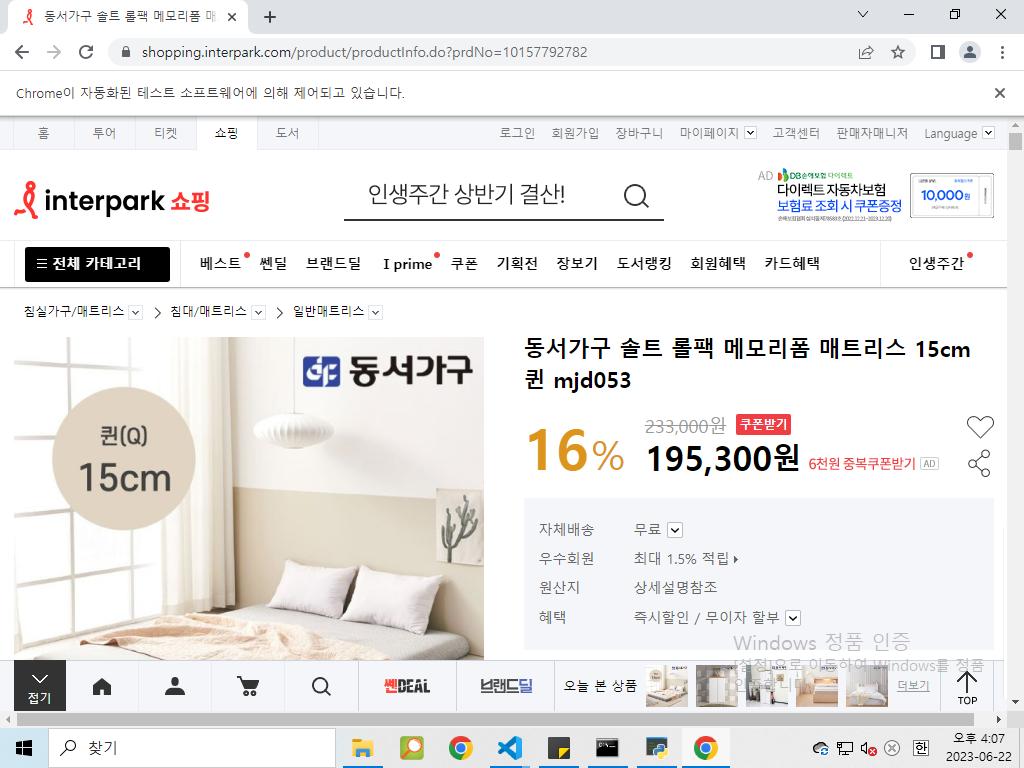 동서가구 솔트 롤팩 메모리폼 매
shopping.interpark.com/product/productInfo.do?prdNo=10157792782
Chrome이 자동화된 테스트 소프트웨어에 의해 제어되고 있습니다.
홈 투어 티켓 쇼핑 도서 로그인 회원가입 장바구니 마이페이지 고객센터 판매자매니저 Language
interpark 쇼핑
인생주간 상반기 결산!
AD DB손해보험 다이렉트
다이렉트 자동차보험
보험료 조회 시 쿠폰증정
10,000원
전체 카테고리 베스트 쎈딜 브랜드딜 I prime 쿠폰 기획전 장보기 도서랭킹 회원혜택 카드혜택 인생주간
침실가구/매트리스 침대/매트리스 일반매트리스
동서가구
퀸(Q)
15cm
동서가구 솔트 롤팩 메모리폼 매트리스 15cm
퀸 mjd053
16%
233,000원 쿠폰받기
195,300원 6천원 중복쿠폰받기 AD
자체배송 무료
우수회원 최대 1.5% 적립
원산지 상세설명참조
혜택 즉시할인 / 무이자 할부
Windows 정품 인증
[설정]으로 이동하여 Windows를 정품
인증합니다.
접기
쎈DEAL
브랜드딜
오늘 본 상품
더보기
TOP
찾기
한
오후 4:07
2023-06-22